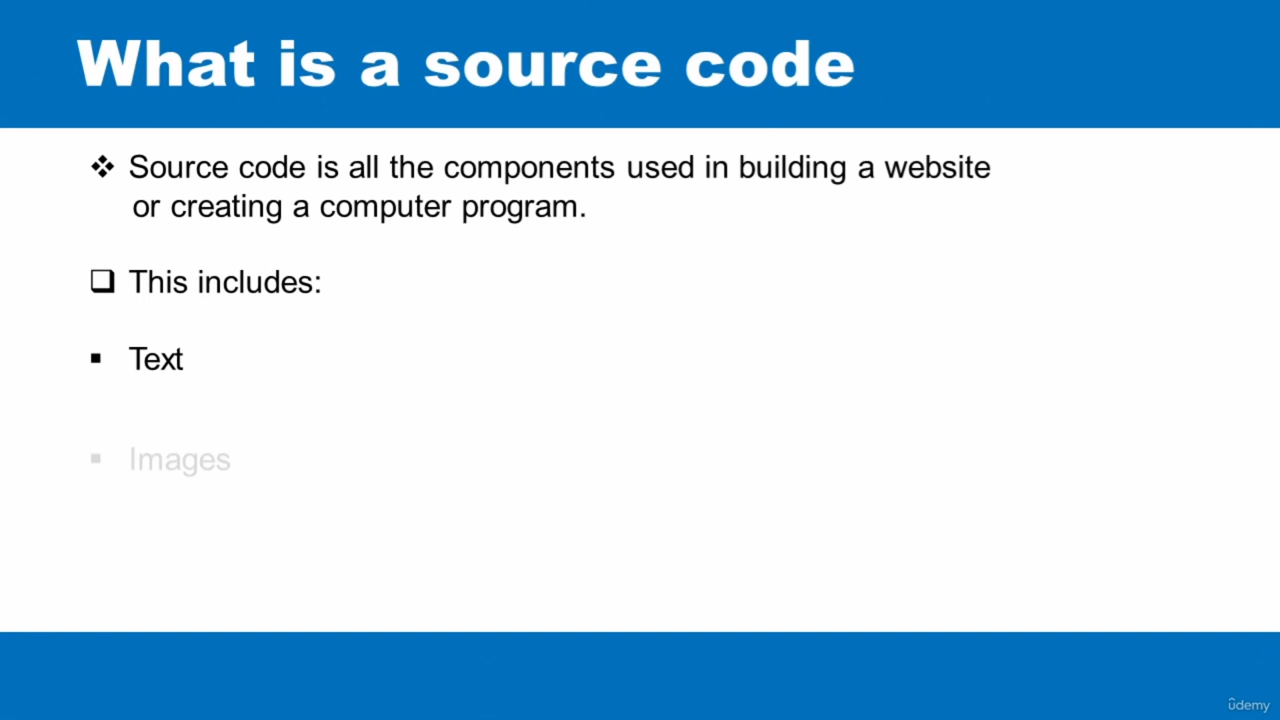 What is a source code
❖ Source code is all the components used in building a website
or creating a computer program.
❑ This includes:
▪ Text
▪ Images
ûdemy